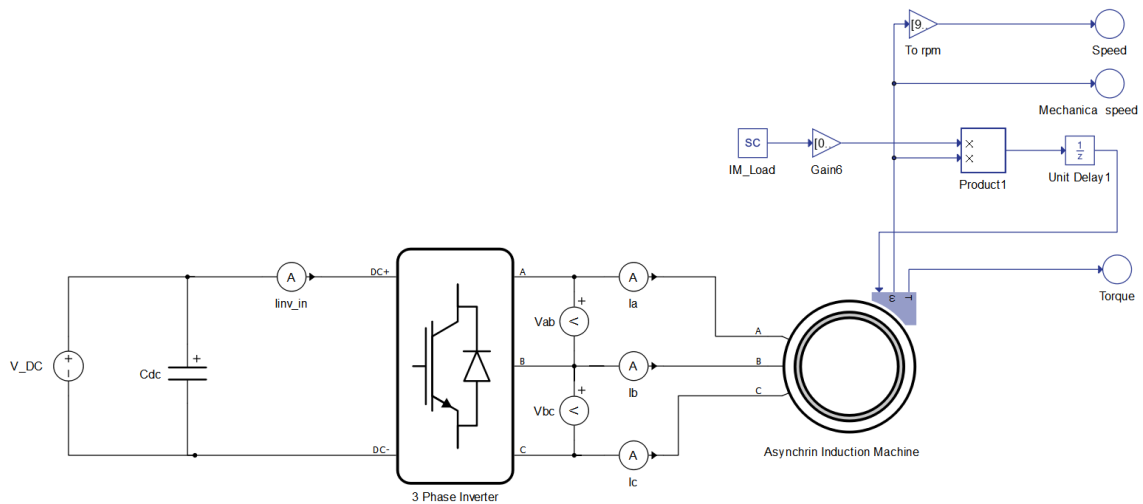 [9..
To rpm
Speed
Mechanica speed
SC
IM_Load
[0..
Gain6
×
×
Product1
1
z
Unit Delay1
ω
T
Torque
DC+
A
A
A
Iinv_in
Ia
+
Vab
V
A
V_DC
+
Cdc
B
A
B
Ib
+
Vbc
V
C
DC-
C
A
Ic
Asynchrin Induction Machine
3 Phase Inverter